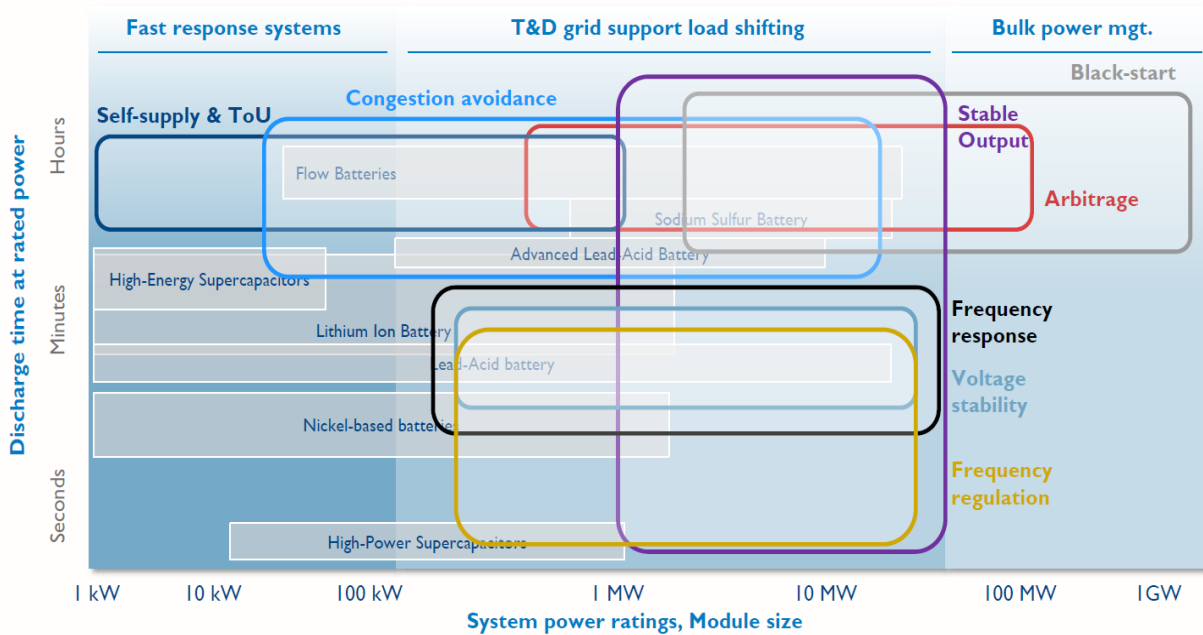 Fast response systems
T&D grid support load shifting
Bulk power mgt.
Black-start
Congestion avoidance
Self-supply & ToU
Stable
Output
Arbitrage
Flow Batteries
Sodium Sulfur Battery
Advanced Lead-Acid Battery
High-Energy Supercapacitors
Lithium Ion Battery
Lead-Acid battery
Nickel-based batteries
High-Power Supercapacitors
Frequency
response
Voltage
stability
Frequency
regulation
Discharge time at rated power
Hours
Minutes
Seconds
1 kW
10 kW
100 kW
1 MW
10 MW
100 MW
1GW
System power ratings, Module size